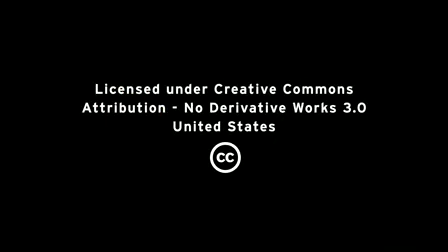 Licensed under Creative Commons
Attribution - No Derivative Works 3.0
United States
cc